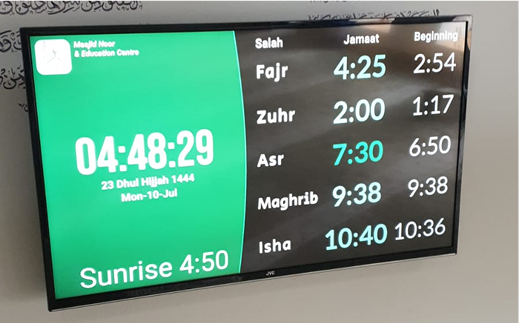 Masjid Noor
& Education Centre
04:48:29
23 Dhul Hijjah 1444
Mon-10-Jul
Sunrise 4:50
Salah Jamaat Beginning
Fajr 4:25 2:54
Zuhr 2:00 1:17
Asr 7:30 6:50
Maghrib 9:38 9:38
Isha 10:40 10:36
JVC